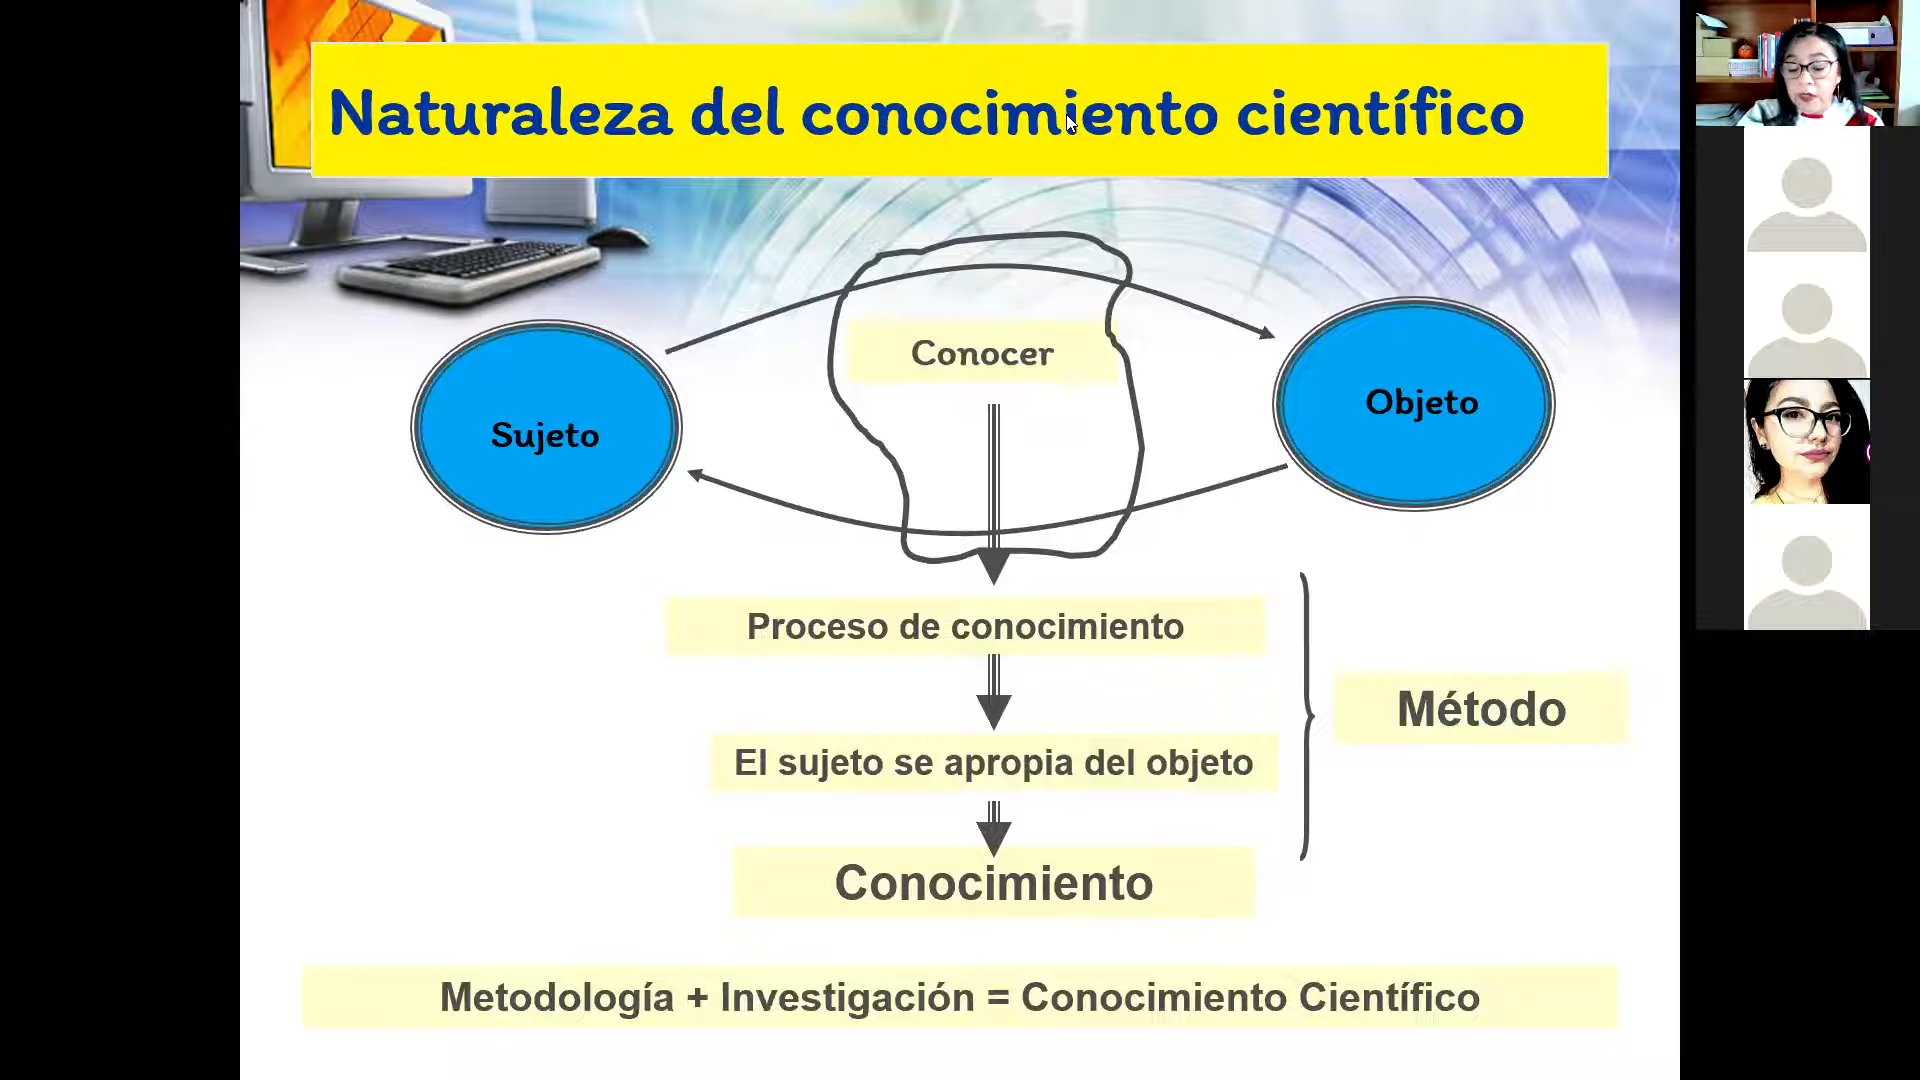 Naturaleza del conocimiento científico
Conocer
Sujeto
Objeto
Proceso de conocimiento
El sujeto se apropia del objeto
Método
Conocimiento
Metodología + Investigación = Conocimiento Científico